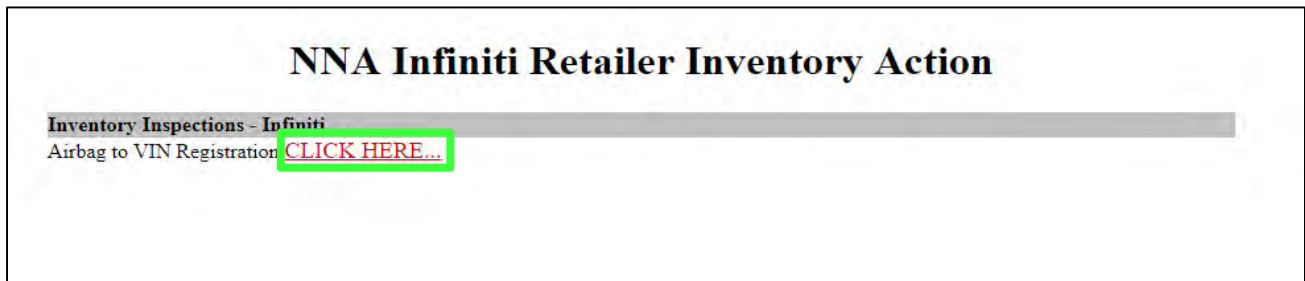 NNA Infiniti Retailer Inventory Action
Inventory Inspections - Infiniti
Airbag to VIN Registration CLICK HERE...